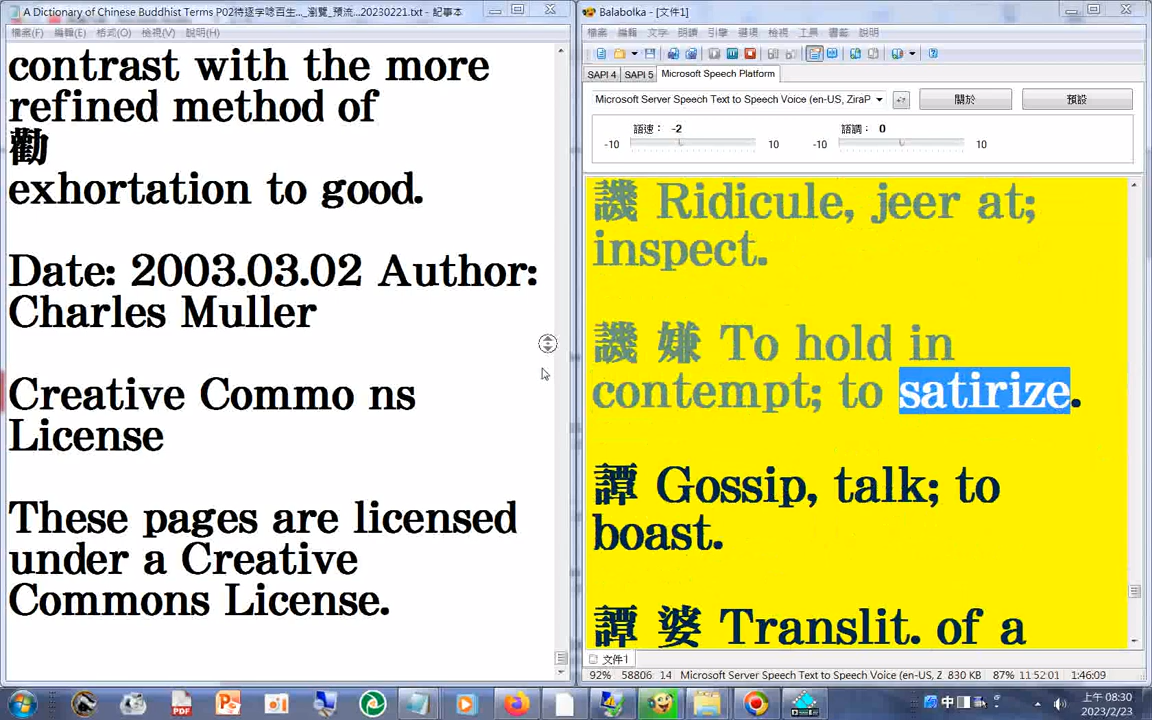 A Dictionary of Chinese Buddhist Terms P02待逐字唸百生..._瀏覽_預流...20230221.txt - 記事本
檔案(F) 編輯(E) 格式(O) 檢視(V) 說明(H)
contrast with the more
refined method of
勸
exhortation to good.
Date: 2003.03.02 Author:
Charles Muller
Creative Commo ns
License
These pages are licensed
under a Creative
Commons License.
Balabolka - [文件1]
檔案 編輯 文字 朗讀 引擎 選項 檢視 工具 書籤 說明
SAPI 4 SAPI 5 Microsoft Speech Platform
Microsoft Server Speech Text to Speech Voice (en-US, ZiraP
關於 預設
語速： -2 語調： 0
-10 10 -10 10
譏 Ridicule, jeer at;
inspect.
譏 嫌 To hold in
contempt; to satirize.
譚 Gossip, talk; to
boast.
譚 婆 Translit. of a
文件1
92% 58806 : 14 Microsoft Server Speech Text to Speech Voice (en-US, Z 830 KB 87% 11:52:01 1:46:09
中
上午 08:30
2023/2/23